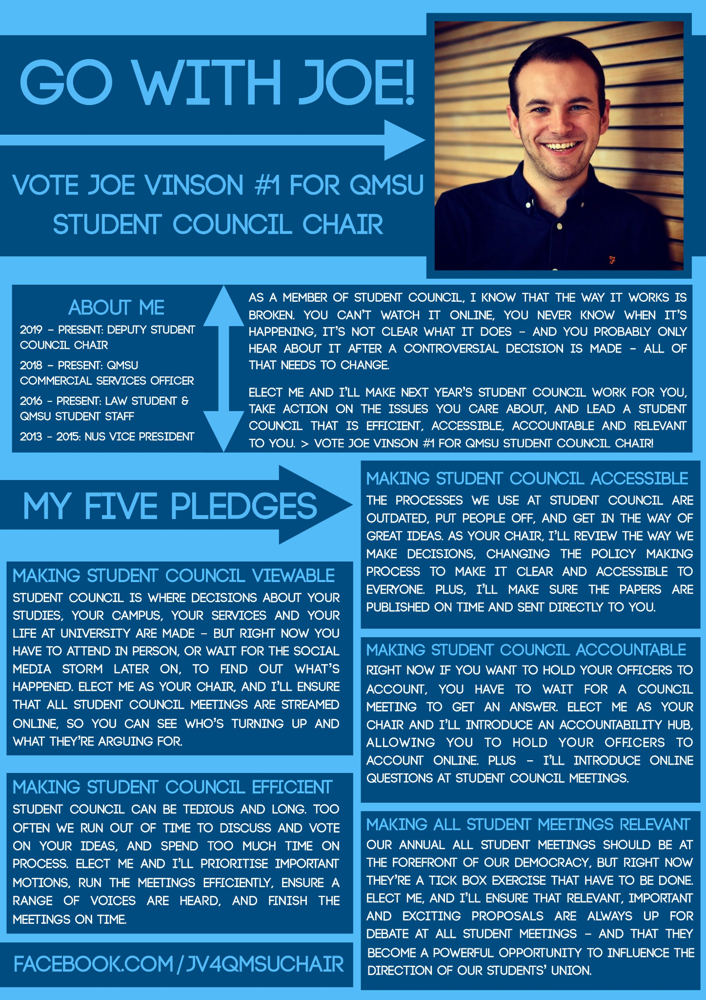 GO WITH JOE!
VOTE JOE VINSON #1 FOR QMSU
STUDENT COUNCIL CHAIR
ABOUT ME
2019 – PRESENT: DEPUTY STUDENT
COUNCIL CHAIR
2018 – PRESENT: QMSU
COMMERCIAL SERVICES OFFICER
2016 – PRESENT: LAW STUDENT &
QMSU STUDENT STAFF
2013 – 2015: NUS VICE PRESIDENT
AS A MEMBER OF STUDENT COUNCIL, I KNOW THAT THE WAY IT WORKS IS
BROKEN. YOU CAN'T WATCH IT ONLINE, YOU NEVER KNOW WHEN IT'S
HAPPENING, IT'S NOT CLEAR WHAT IT DOES – AND YOU PROBABLY ONLY
HEAR ABOUT IT AFTER A CONTROVERSIAL DECISION IS MADE – ALL OF
THAT NEEDS TO CHANGE.
ELECT ME AND I'LL MAKE NEXT YEAR'S STUDENT COUNCIL WORK FOR YOU,
TAKE ACTION ON THE ISSUES YOU CARE ABOUT, AND LEAD A STUDENT
COUNCIL THAT IS EFFICIENT, ACCESSIBLE, ACCOUNTABLE AND RELEVANT
TO YOU. > VOTE JOE VINSON #1 FOR QMSU STUDENT COUNCIL CHAIR!
MY FIVE PLEDGES
MAKING STUDENT COUNCIL VIEWABLE
STUDENT COUNCIL IS WHERE DECISIONS ABOUT YOUR
STUDIES, YOUR CAMPUS, YOUR SERVICES AND YOUR
LIFE AT UNIVERSITY ARE MADE – BUT RIGHT NOW YOU
HAVE TO ATTEND IN PERSON, OR WAIT FOR THE SOCIAL
MEDIA STORM LATER ON, TO FIND OUT WHAT'S
HAPPENED. ELECT ME AS YOUR CHAIR, AND I'LL ENSURE
THAT ALL STUDENT COUNCIL MEETINGS ARE STREAMED
ONLINE, SO YOU CAN SEE WHO'S TURNING UP AND
WHAT THEY'RE ARGUING FOR.
MAKING STUDENT COUNCIL EFFICIENT
STUDENT COUNCIL CAN BE TEDIOUS AND LONG. TOO
OFTEN WE RUN OUT OF TIME TO DISCUSS AND VOTE
ON YOUR IDEAS, AND SPEND TOO MUCH TIME ON
PROCESS. ELECT ME AND I'LL PRIORITISE IMPORTANT
MOTIONS, RUN THE MEETINGS EFFICIENTLY, ENSURE A
RANGE OF VOICES ARE HEARD, AND FINISH THE
MEETINGS ON TIME.
FACEBOOK.COM/JV4QMSUCHAIR
MAKING STUDENT COUNCIL ACCESSIBLE
THE PROCESSES WE USE AT STUDENT COUNCIL ARE
OUTDATED, PUT PEOPLE OFF, AND GET IN THE WAY OF
GREAT IDEAS. AS YOUR CHAIR, I'LL REVIEW THE WAY WE
MAKE DECISIONS, CHANGING THE POLICY MAKING
PROCESS TO MAKE IT CLEAR AND ACCESSIBLE TO
EVERYONE. PLUS, I'LL MAKE SURE THE PAPERS ARE
PUBLISHED ON TIME AND SENT DIRECTLY TO YOU.
MAKING STUDENT COUNCIL ACCOUNTABLE
RIGHT NOW IF YOU WANT TO HOLD YOUR OFFICERS TO
ACCOUNT, YOU HAVE TO WAIT FOR A COUNCIL
MEETING TO GET AN ANSWER. ELECT ME AS YOUR
CHAIR AND I'LL INTRODUCE AN ACCOUNTABILITY HUB,
ALLOWING YOU TO HOLD YOUR OFFICERS TO
ACCOUNT ONLINE. PLUS – I'LL INTRODUCE ONLINE
QUESTIONS AT STUDENT COUNCIL MEETINGS.
MAKING ALL STUDENT MEETINGS RELEVANT
OUR ANNUAL ALL STUDENT MEETINGS SHOULD BE AT
THE FOREFRONT OF OUR DEMOCRACY, BUT RIGHT NOW
THEY'RE A TICK BOX EXERCISE THAT HAVE TO BE DONE.
ELECT ME, AND I'LL ENSURE THAT RELEVANT, IMPORTANT
AND EXCITING PROPOSALS ARE ALWAYS UP FOR
DEBATE AT ALL STUDENT MEETINGS – AND THAT THEY
BECOME A POWERFUL OPPORTUNITY TO INFLUENCE THE
DIRECTION OF OUR STUDENTS' UNION.